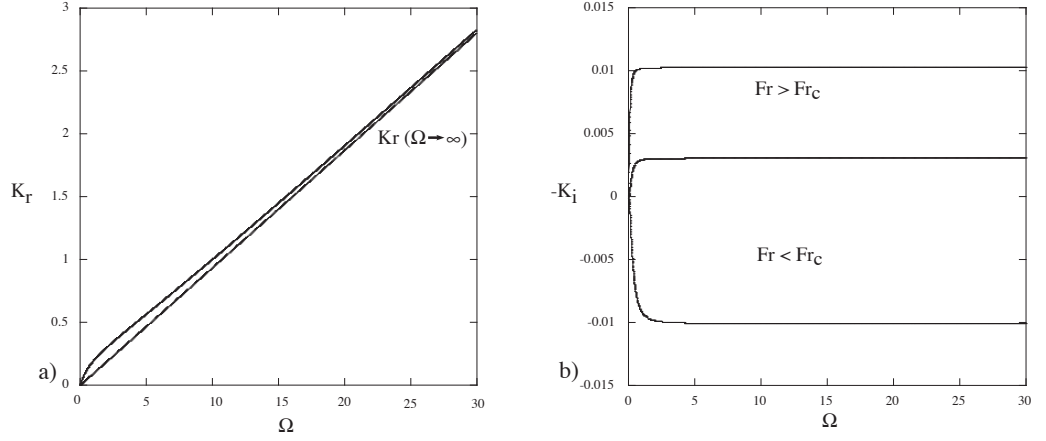 3
2.5
2
1.5
1
0.5
0
K_r
Kr (Ω→∞)
a)
0 5 10 15 20 25 30
Ω
0.015
0.01
0.005
0
-0.005
-0.01
-0.015
-K_i
Fr > Fr_c
Fr < Fr_c
b)
0 5 10 15 20 25 30
Ω